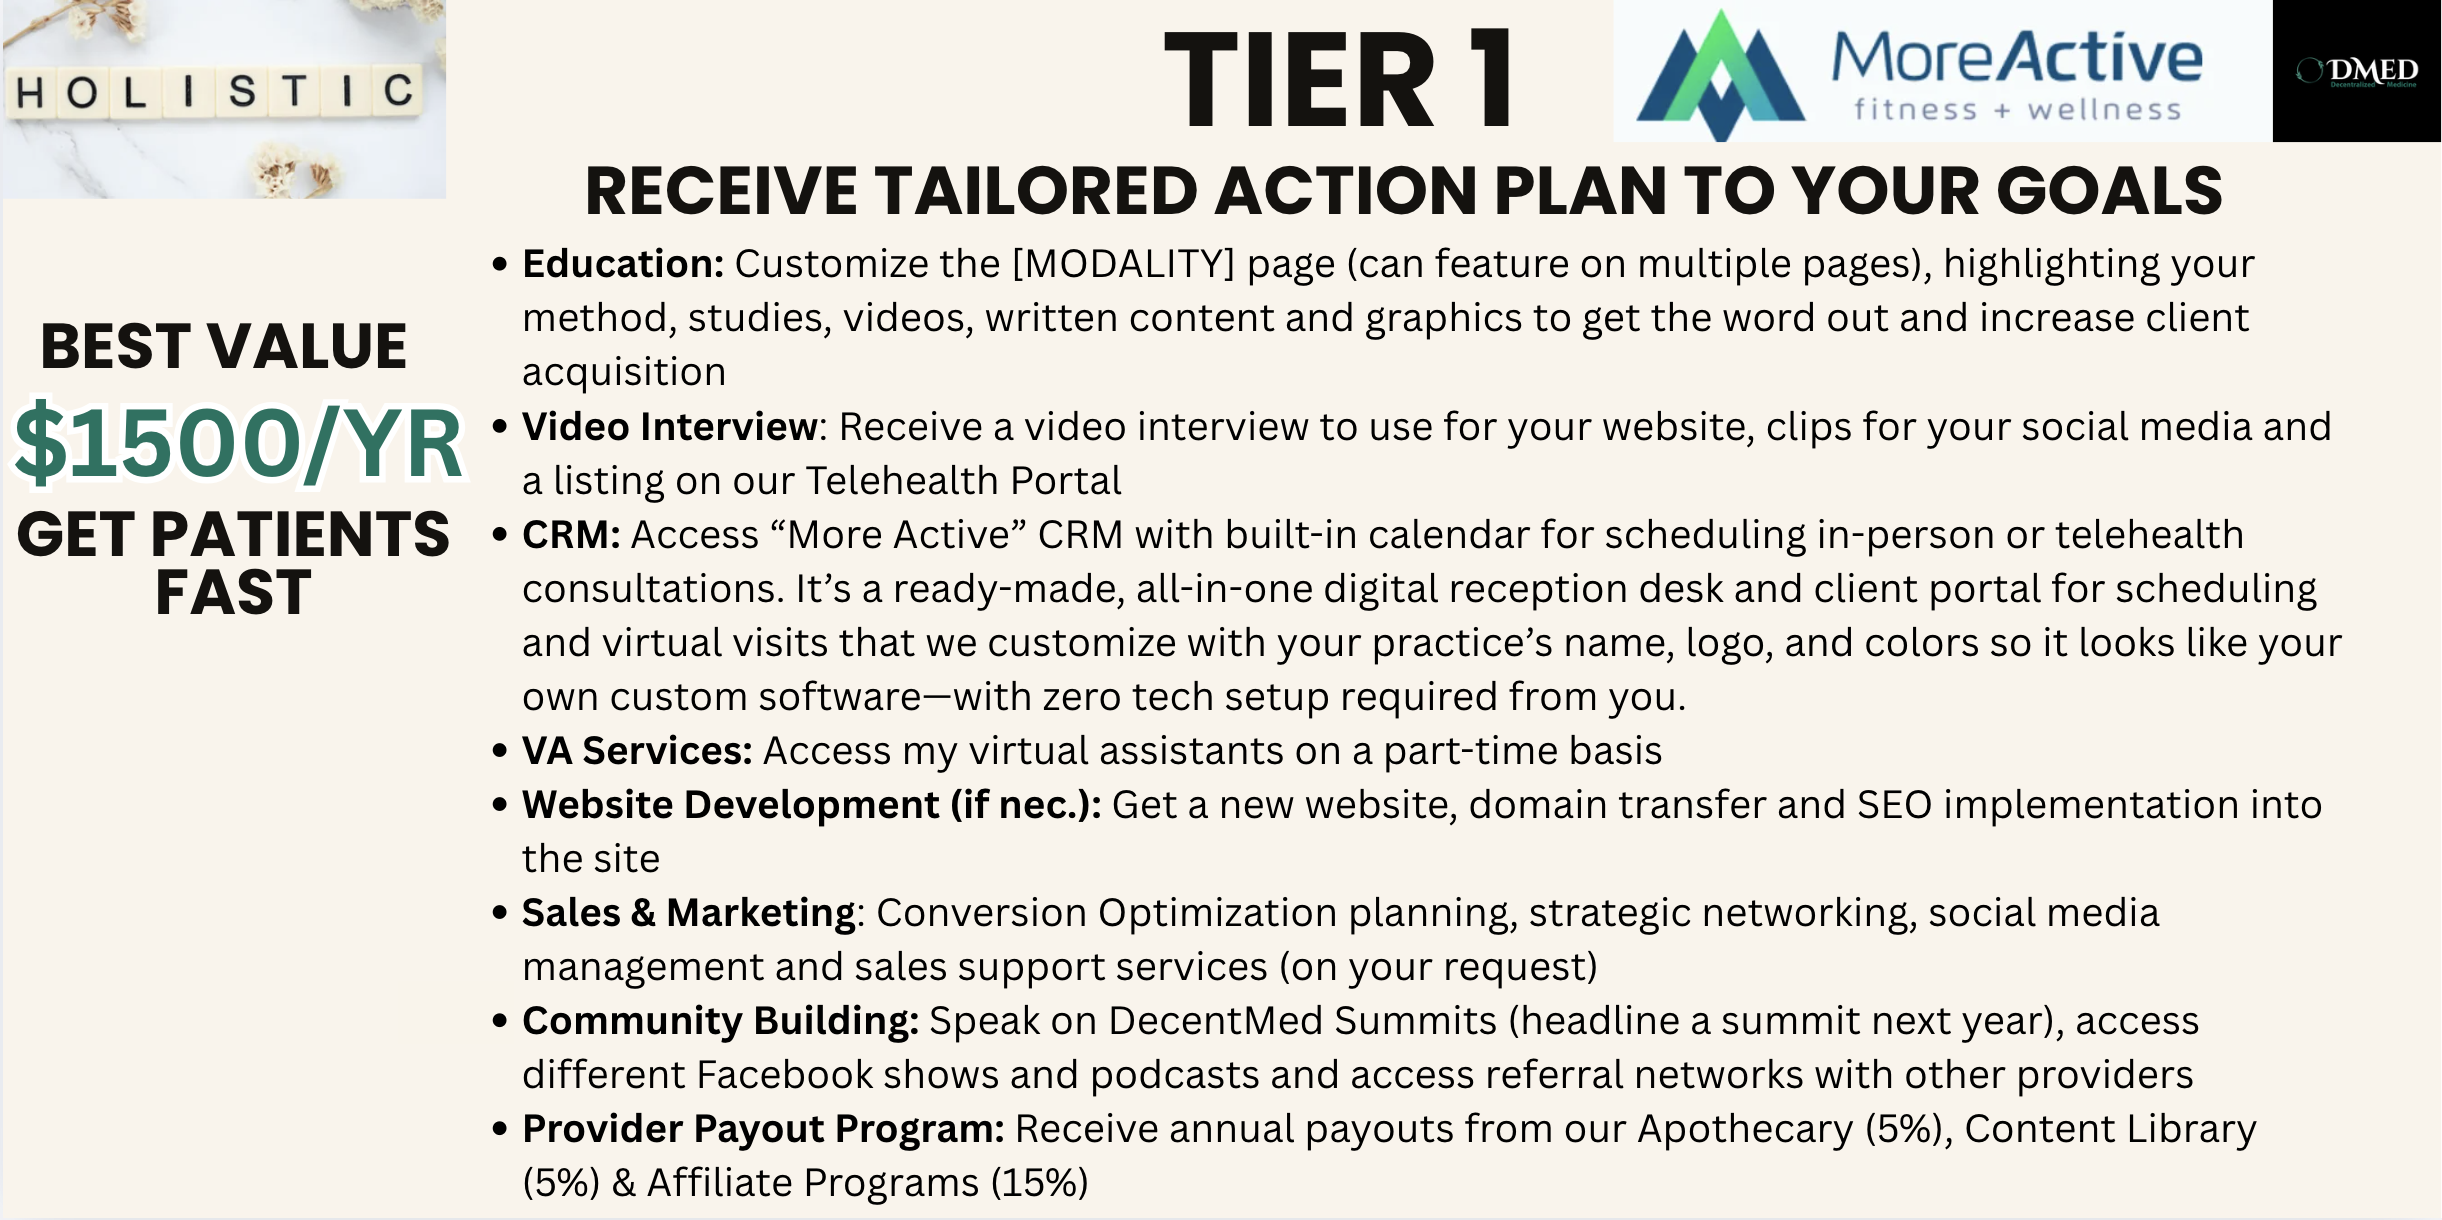 HOLISTIC
TIER 1
MoreActive
fitness + wellness
DMED
Decentralized Medicine
RECEIVE TAILORED ACTION PLAN TO YOUR GOALS
BEST VALUE
$1500/YR
GET PATIENTS
FAST
• Education: Customize the [MODALITY] page (can feature on multiple pages), highlighting your
method, studies, videos, written content and graphics to get the word out and increase client
acquisition
• Video Interview: Receive a video interview to use for your website, clips for your social media and
a listing on our Telehealth Portal
• CRM: Access “More Active” CRM with built-in calendar for scheduling in-person or telehealth
consultations. It’s a ready-made, all-in-one digital reception desk and client portal for scheduling
and virtual visits that we customize with your practice’s name, logo, and colors so it looks like your
own custom software—with zero tech setup required from you.
• VA Services: Access my virtual assistants on a part-time basis
• Website Development (if nec.): Get a new website, domain transfer and SEO implementation into
the site
• Sales & Marketing: Conversion Optimization planning, strategic networking, social media
management and sales support services (on your request)
• Community Building: Speak on DecentMed Summits (headline a summit next year), access
different Facebook shows and podcasts and access referral networks with other providers
• Provider Payout Program: Receive annual payouts from our Apothecary (5%), Content Library
(5%) & Affiliate Programs (15%)